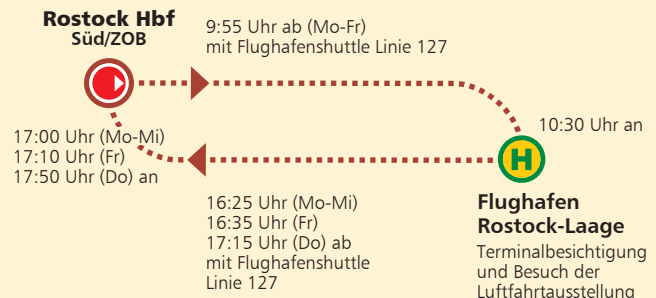 Rostock Hbf
Süd/ZOB
9:55 Uhr ab (Mo-Fr)
mit Flughafenshuttle Linie 127
10:30 Uhr an
H
17:00 Uhr (Mo-Mi)
17:10 Uhr (Fr)
17:50 Uhr (Do) an
16:25 Uhr (Mo-Mi)
16:35 Uhr (Fr)
17:15 Uhr (Do) ab
mit Flughafenshuttle
Linie 127
Flughafen
Rostock-Laage
Terminalbesichtigung
und Besuch der
Luftfahrtausstellung